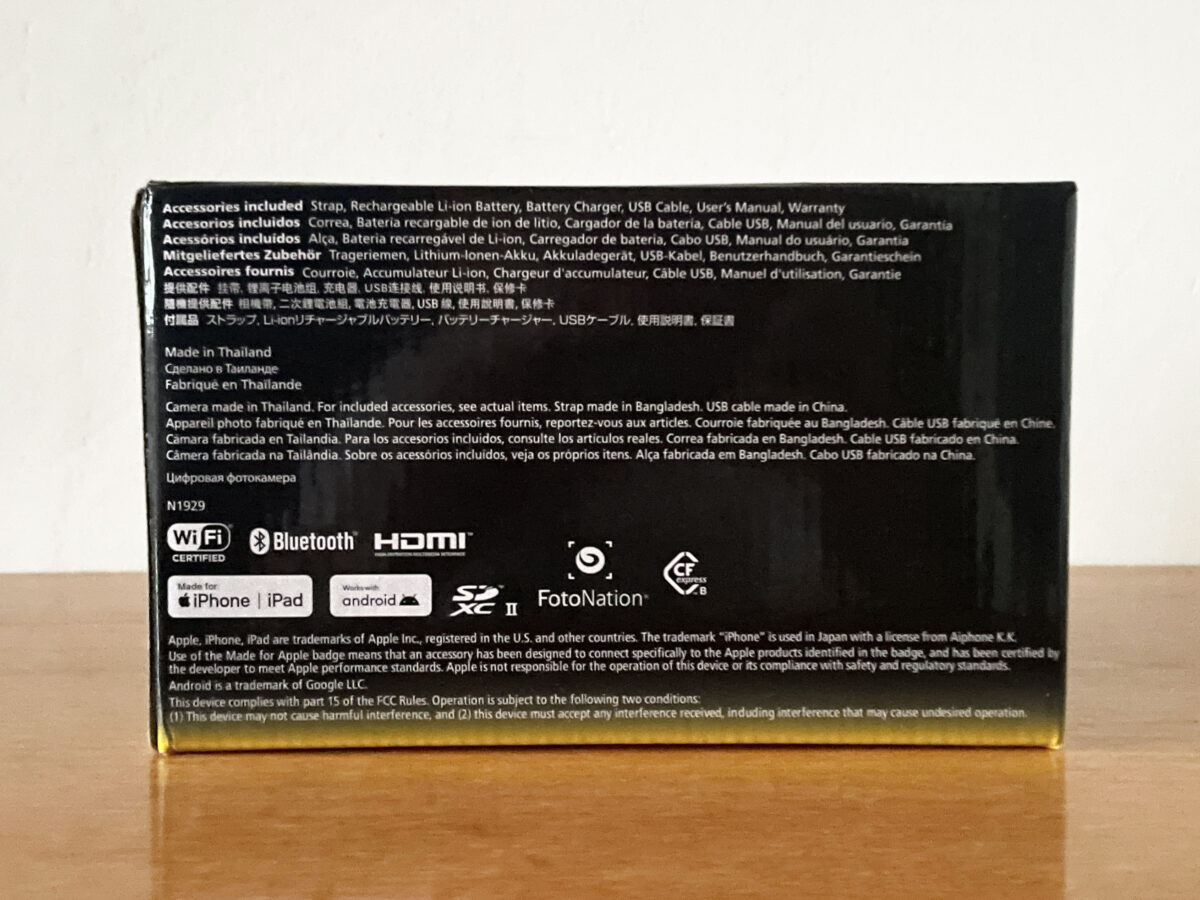 Accessories included Strap, Rechargeable Li-ion Battery, Battery Charger, USB Cable, User's Manual, Warranty
Accesorios incluidos Correa, Bateria recargable de ion de litio, Cargador de la batería, Cable USB, Manual del usuario, Garantía
Acessórios incluídos Alça, Bateria recarregável de Li-ion, Carregador de bateria, Cabo USB, Manual do usuário, Garantia
Mitgeliefertes Zubehör Trageriemen, Lithium-Ionen-Akku, Akkuladegerät, USB-Kabel, Benutzerhandbuch, Garantieschein
Accessoires fournis Courroie, Accumulateur Li-ion, Chargeur d'accumulateur, Câble USB, Manuel d'utilisation, Garantie
提供配件 挂带, 锂离子电池组, 充电器, USB连接线, 使用说明书, 保修卡
隨機提供配件 相機帶, 二次鋰電池組, 電池充電器, USB 線, 使用說明書, 保修卡
付属品 ストラップ, Li-ionリチャージャブルバッテリー, バッテリーチャージャー, USBケーブル, 使用説明書, 保証書
Made in Thailand
Сделано в Таиланде
Fabriqué en Thaïlande
Camera made in Thailand. For included accessories, see actual items. Strap made in Bangladesh. USB cable made in China.
Appareil photo fabriqué en Thaïlande. Pour les accessoires fournis, reportez-vous aux articles. Courroie fabriquée au Bangladesh. Câble USB fabriqué en Chine.
Cámara fabricada en Tailandia. Para los accesorios incluidos, consulte los artículos reales. Correa fabricada en Bangladesh. Cable USB fabricado en China.
Câmera fabricada na Tailândia. Sobre os acessórios incluídos, veja os próprios itens. Alça fabricada em Bangladesh. Cabo USB fabricado na China.
Цифровая фотокамера
N1929
Wi Fi CERTIFIED Bluetooth HDMI HIGH-DEFINITION MULTIMEDIA INTERFACE
Made for iPhone | iPad Works with android SD XC II FotoNation CF express B
Apple, iPhone, iPad are trademarks of Apple Inc., registered in the U.S. and other countries. The trademark "iPhone" is used in Japan with a license from Aiphone K.K.
Use of the Made for Apple badge means that an accessory has been designed to connect specifically to the Apple products identified in the badge, and has been certified by
the developer to meet Apple performance standards. Apple is not responsible for the operation of this device or its compliance with safety and regulatory standards.
Android is a trademark of Google LLC.
This device complies with part 15 of the FCC Rules. Operation is subject to the following two conditions:
(1) This device may not cause harmful interference, and (2) this device must accept any interference received, including interference that may cause undesired operation.